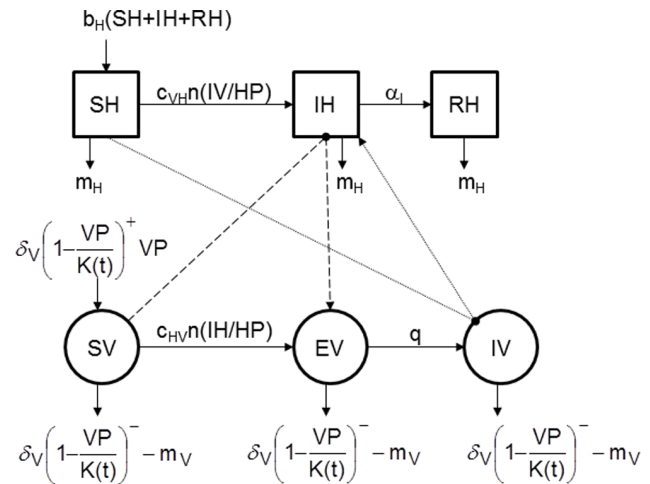 b_H(SH+IH+RH)
SH c_VH n(IV/HP) IH α_I RH
m_H m_H m_H
δ_V(1-VP/K(t))^+ VP
SV c_HV n(IH/HP) EV q IV
δ_V(1-VP/K(t))^- - m_V δ_V(1-VP/K(t))^- - m_V δ_V(1-VP/K(t))^- - m_V